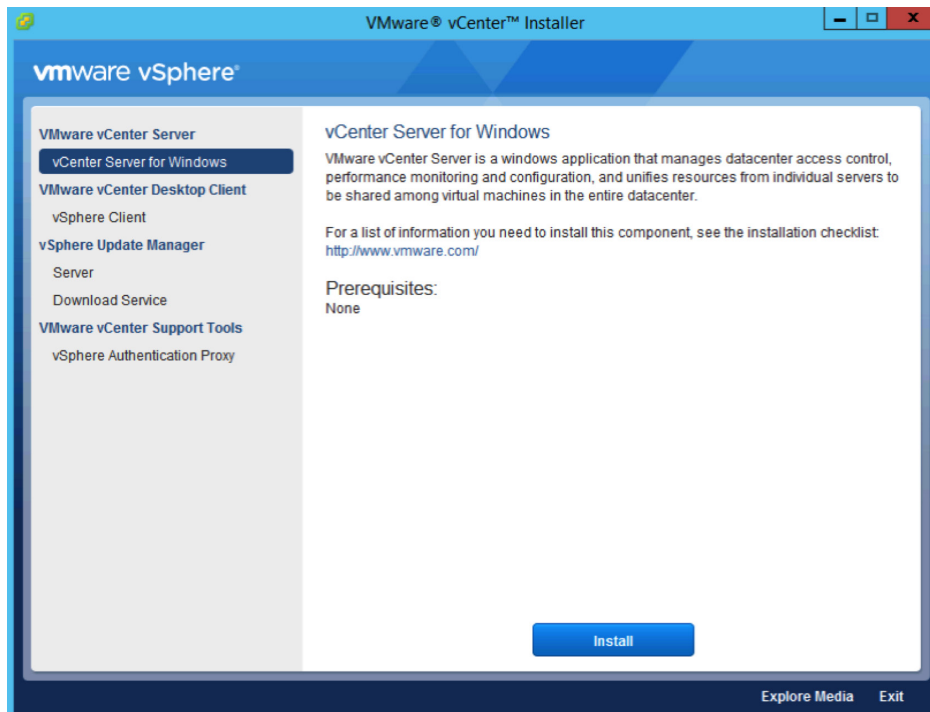 VMware® vCenter™ Installer
vmware vSphere®
VMware vCenter Server
vCenter Server for Windows
VMware vCenter Desktop Client
vSphere Client
vSphere Update Manager
Server
Download Service
VMware vCenter Support Tools
vSphere Authentication Proxy
vCenter Server for Windows
VMware vCenter Server is a windows application that manages datacenter access control,
performance monitoring and configuration, and unifies resources from individual servers to
be shared among virtual machines in the entire datacenter.
For a list of information you need to install this component, see the installation checklist:
http://www.vmware.com/
Prerequisites:
None
Install
Explore Media Exit